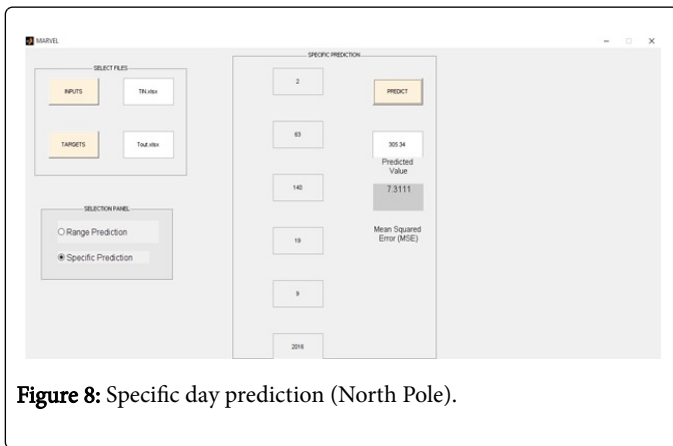 MARVEL
SELECT FILES
INPUTS
TIN.xlsx
TARGETS
Tout.xlsx
SELECTION PANEL
Range Prediction
Specific Prediction
SPECIFIC PREDICTION
2
63
140
19
9
2016
PREDICT
305.34
Predicted
Value
7.3111
Mean Squared
Error (MSE)
Figure 8: Specific day prediction (North Pole).